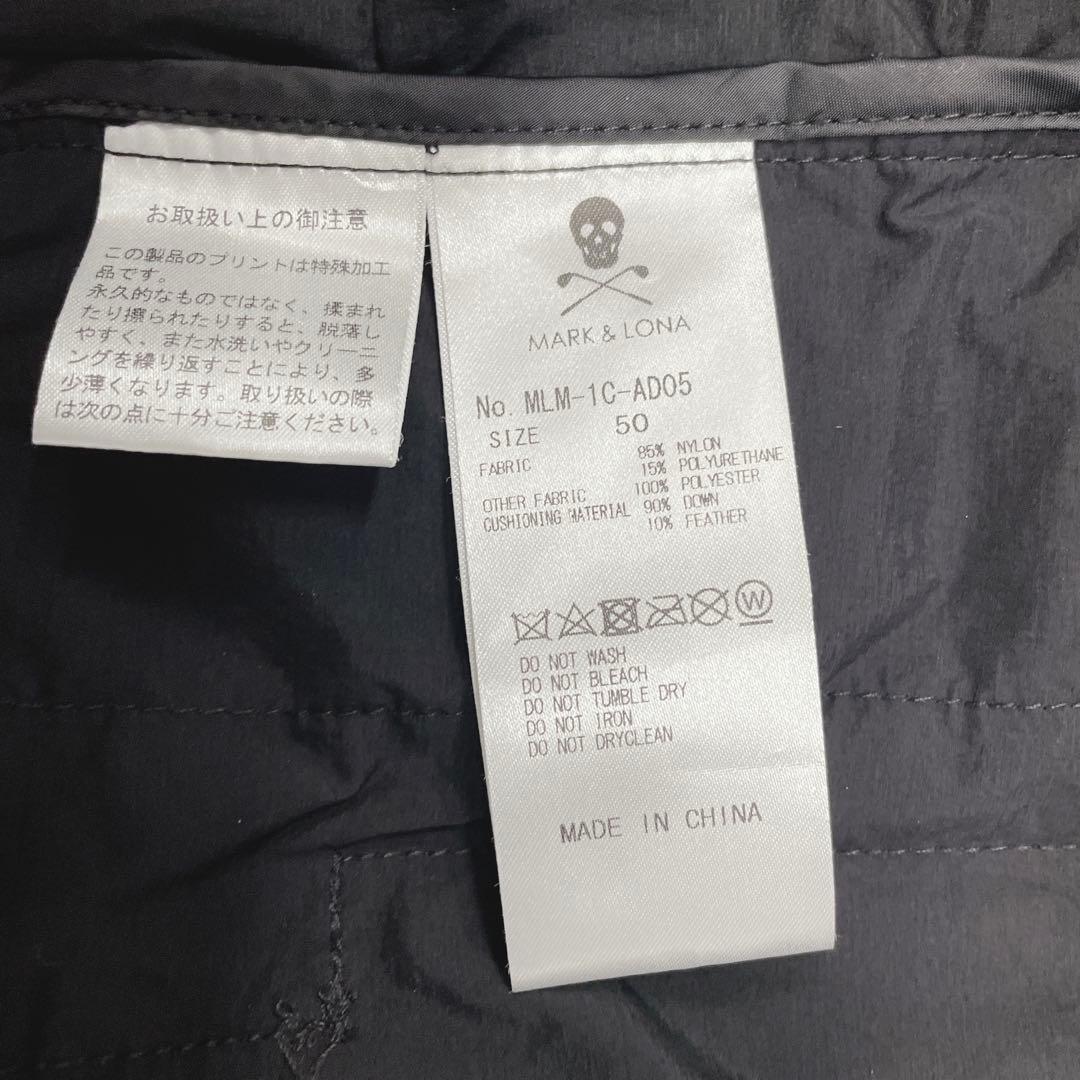 お取扱い上の御注意
この製品のプリントは特殊加工
品です。
永久的なものではなく、揉まれ
たり擦られたりすると、脱落し
やすく、また水洗いやクリーニ
ングを繰り返すことにより、多
少薄くなります。取り扱いの際
は次の点に十分ご注意ください。
MARK & LONA
No. MLM-1C-AD05
SIZE 50
FABRIC 85% NYLON
15% POLYURETHANE
OTHER FABRIC 100% POLYESTER
CUSHIONING MATERIAL 90% DOWN
10% FEATHER
W
DO NOT WASH
DO NOT BLEACH
DO NOT TUMBLE DRY
DO NOT IRON
DO NOT DRYCLEAN
MADE IN CHINA